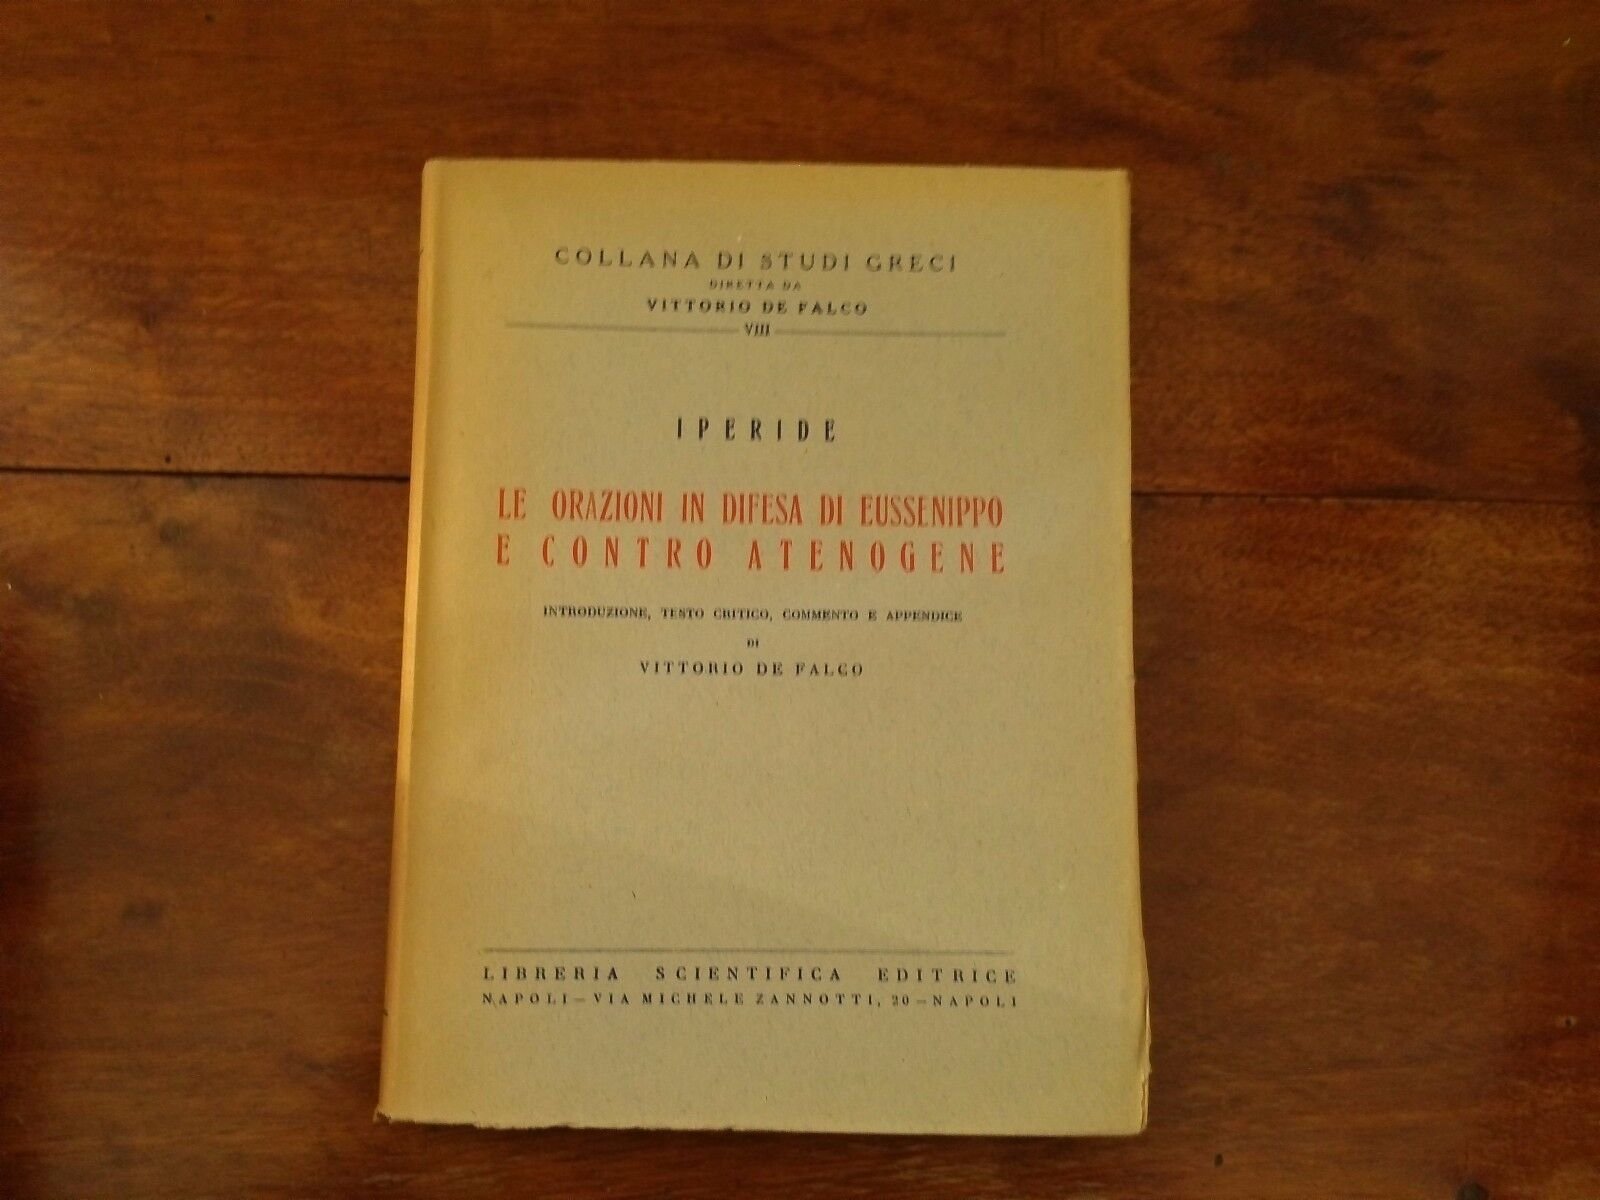 COLLANA DI STUDI GRECI
DIRETTA DA
VITTORIO DE FALCO
VIII
IPERIDE
LE ORAZIONI IN DIFESA DI EUSSENIPPO
E CONTRO ATENOGENE
INTRODUZIONE, TESTO CRITICO, COMMENTO E APPENDICE
DI
VITTORIO DE FALCO
LIBRERIA SCIENTIFICA EDITRICE
NAPOLI — VIA MICHELE ZANNOTTI, 20 — NAPOLI